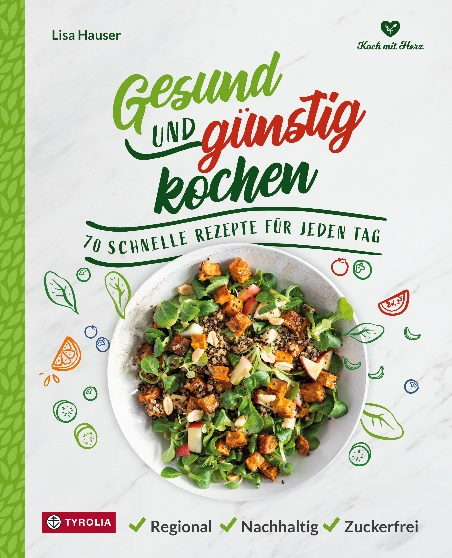 Lisa Hauser
Koch mit Herz
Gesund
UND günstig
kochen
70 SCHNELLE REZEPTE FÜR JEDEN TAG
TYROLIA
Regional Nachhaltig Zuckerfrei